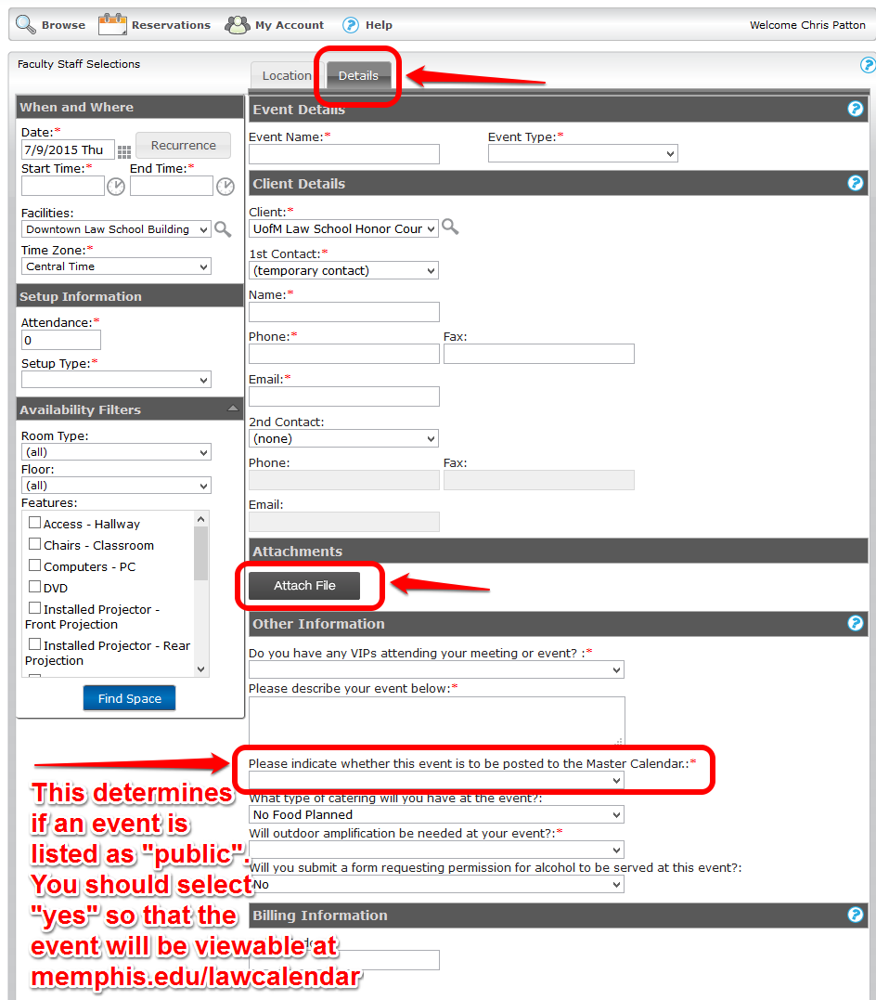 Browse Reservations My Account Help Welcome Chris Patton
Faculty Staff Selections
Location Details
When and Where
Date:*
7/9/2015 Thu Recurrence
Start Time:* End Time:*
Facilities:
Downtown Law School Building
Time Zone:*
Central Time
Setup Information
Attendance:*
0
Setup Type:*
Availability Filters
Room Type:
(all)
Floor:
(all)
Features:
Access - Hallway
Chairs - Classroom
Computers - PC
DVD
Installed Projector -
Front Projection
Installed Projector - Rear
Projection
Find Space
Event Details
Event Name:* Event Type:*
Client Details
Client:*
UofM Law School Honor Cour
1st Contact:*
(temporary contact)
Name:*
Phone:* Fax:
Email:*
2nd Contact:
(none)
Phone: Fax:
Email:
Attachments
Attach File
Other Information
Do you have any VIPs attending your meeting or event? :*
Please describe your event below:*
Please indicate whether this event is to be posted to the Master Calendar.:*
What type of catering will you have at the event?:
No Food Planned
Will outdoor amplification be needed at your event?:*
Will you submit a form requesting permission for alcohol to be served at this event?:
No
Billing Information
This determines
if an event is
listed as "public".
You should select
"yes" so that the
event will be viewable at
memphis.edu/lawcalendar